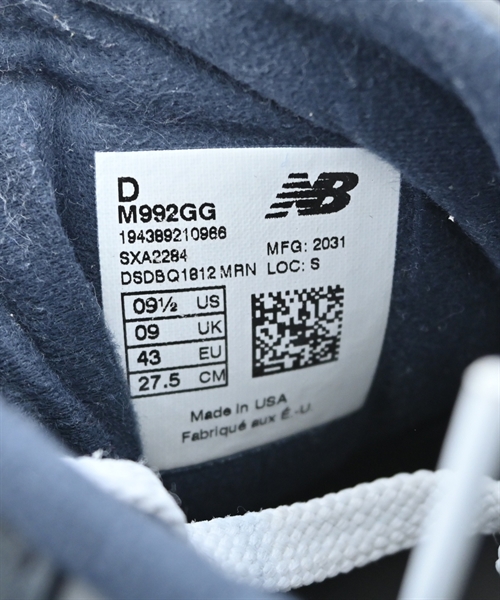 D
M992GG
NB
194389210966
SXA2284
MFG: 2031
DSDBQ1812 MRN
LOC: S
09½ US
09 UK
43 EU
27.5 CM
Made in USA
Fabriqué aux É.-U.